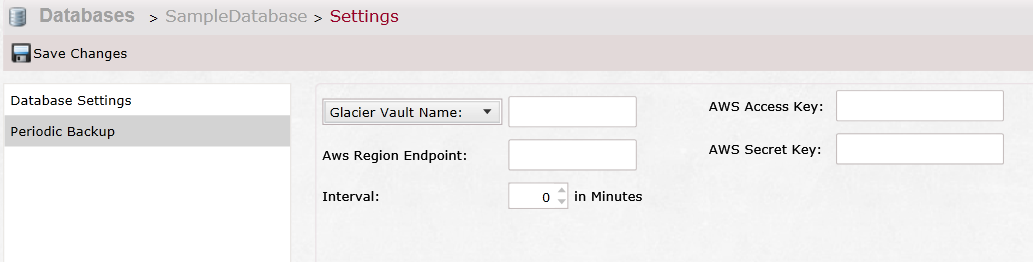 Databases > SampleDatabase > Settings
Save Changes
Database Settings
Periodic Backup
Glacier Vault Name:
AWS Access Key:
Aws Region Endpoint:
AWS Secret Key:
Interval: 0 in Minutes